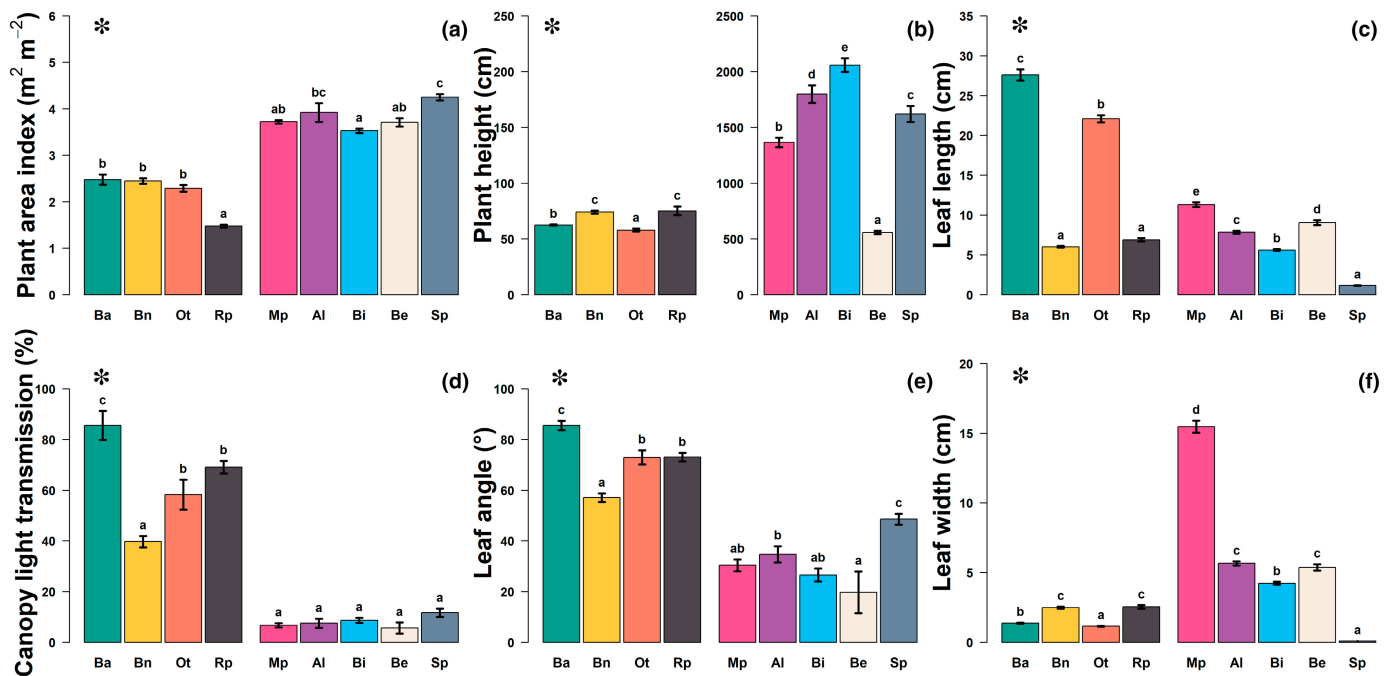 Plant area index (m² m⁻²)
6
5
4
3
2
1
0
*
(a)
b
b
b
a
ab
bc
a
ab
c
Ba Bn Ot Rp Mp Al Bi Be Sp
Plant height (cm)
250
200
150
100
50
0
*
b
c
a
c
Ba Bn Ot Rp
2500
2000
1500
1000
500
0
(b)
b
d
e
a
c
Mp Al Bi Be Sp
Leaf length (cm)
35
30
25
20
15
10
5
0
*
(c)
c
a
b
a
e
c
b
d
a
Ba Bn Ot Rp Mp Al Bi Be Sp
Canopy light transmission (%)
100
80
60
40
20
0
*
(d)
c
a
b
b
a
a
a
a
a
Ba Bn Ot Rp Mp Al Bi Be Sp
Leaf angle (°)
100
80
60
40
20
0
*
(e)
c
a
b
b
ab
b
ab
a
c
Ba Bn Ot Rp Mp Al Bi Be Sp
Leaf width (cm)
20
15
10
5
0
*
(f)
b
c
a
c
d
c
b
c
a
Ba Bn Ot Rp Mp Al Bi Be Sp